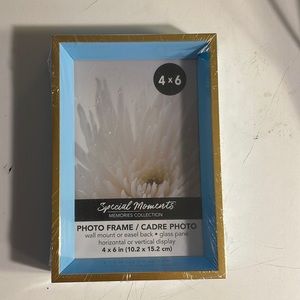 4 x 6
Special Moments
MEMORIES COLLECTION
PHOTO FRAME / CADRE PHOTO
wall mount or easel back • glass pane
horizontal or vertical display
4 x 6 in (10.2 x 15.2 cm)